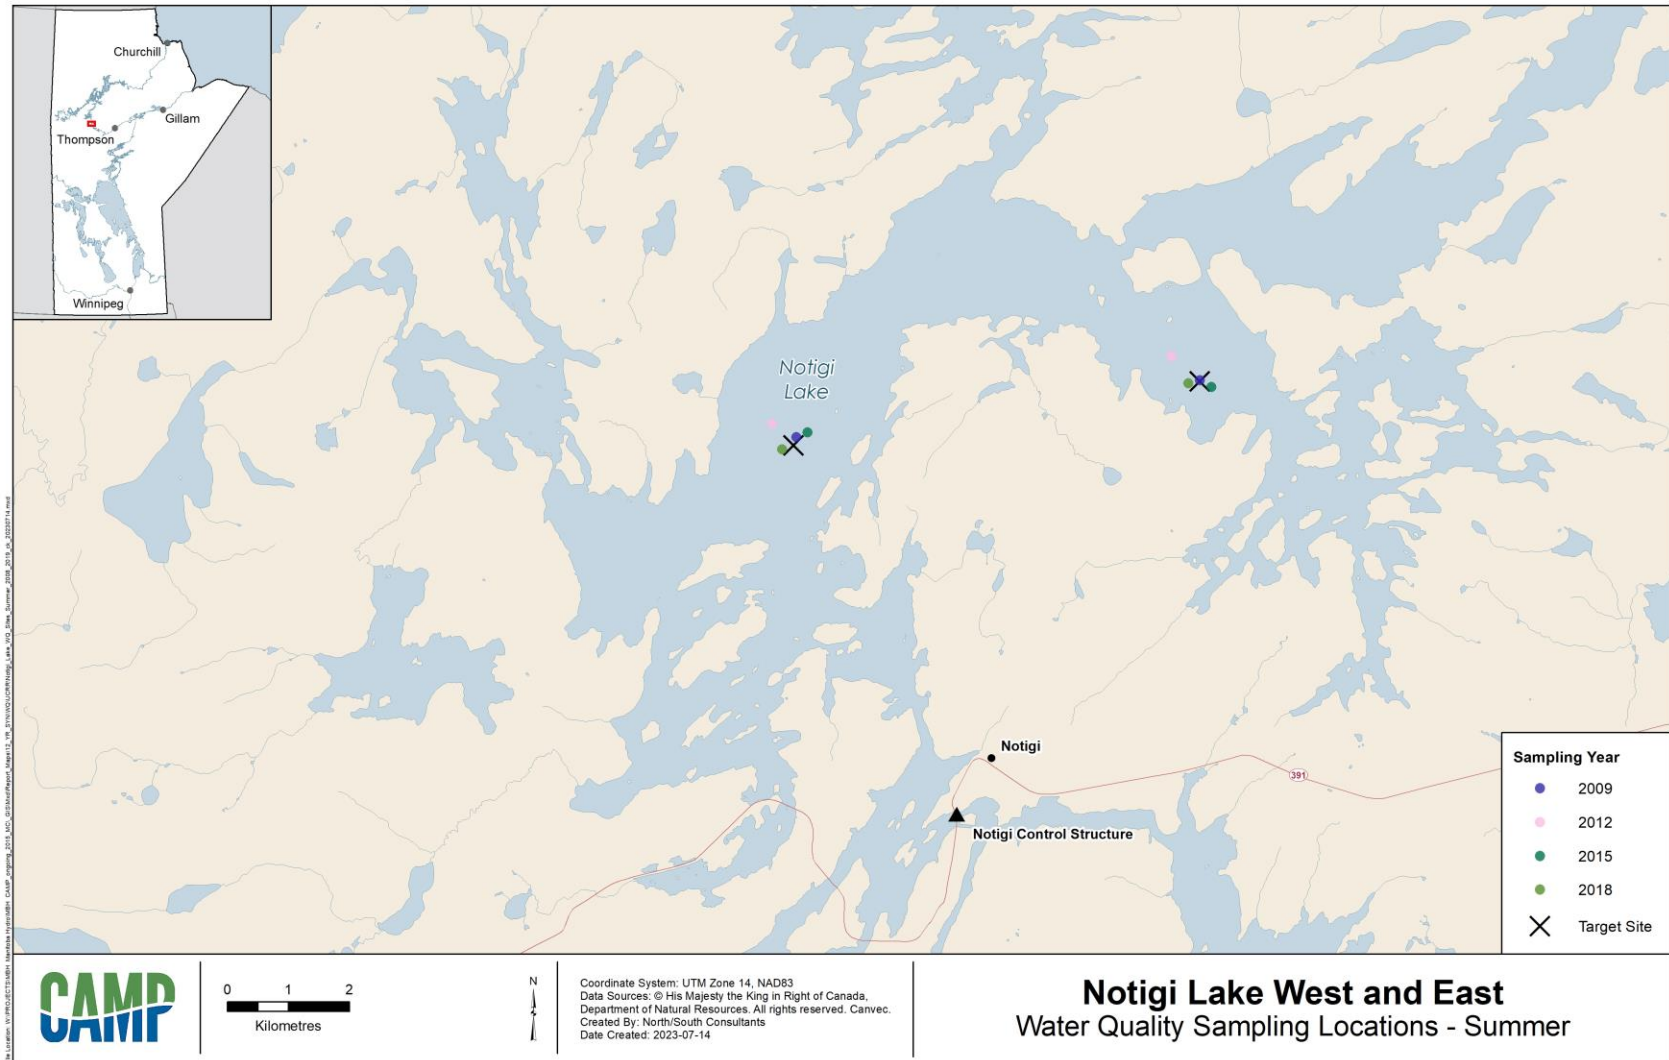 Churchill
Gillam
Thompson
Winnipeg
Notigi
Lake
Notigi
391
Notigi Control Structure
Sampling Year
2009
2012
2015
2018
Target Site
CAMP
0 1 2
Kilometres
N
Coordinate System: UTM Zone 14, NAD83
Data Sources: © His Majesty the King in Right of Canada,
Department of Natural Resources. All rights reserved. Canvec.
Created By: North/South Consultants
Date Created: 2023-07-14
Notigi Lake West and East
Water Quality Sampling Locations - Summer